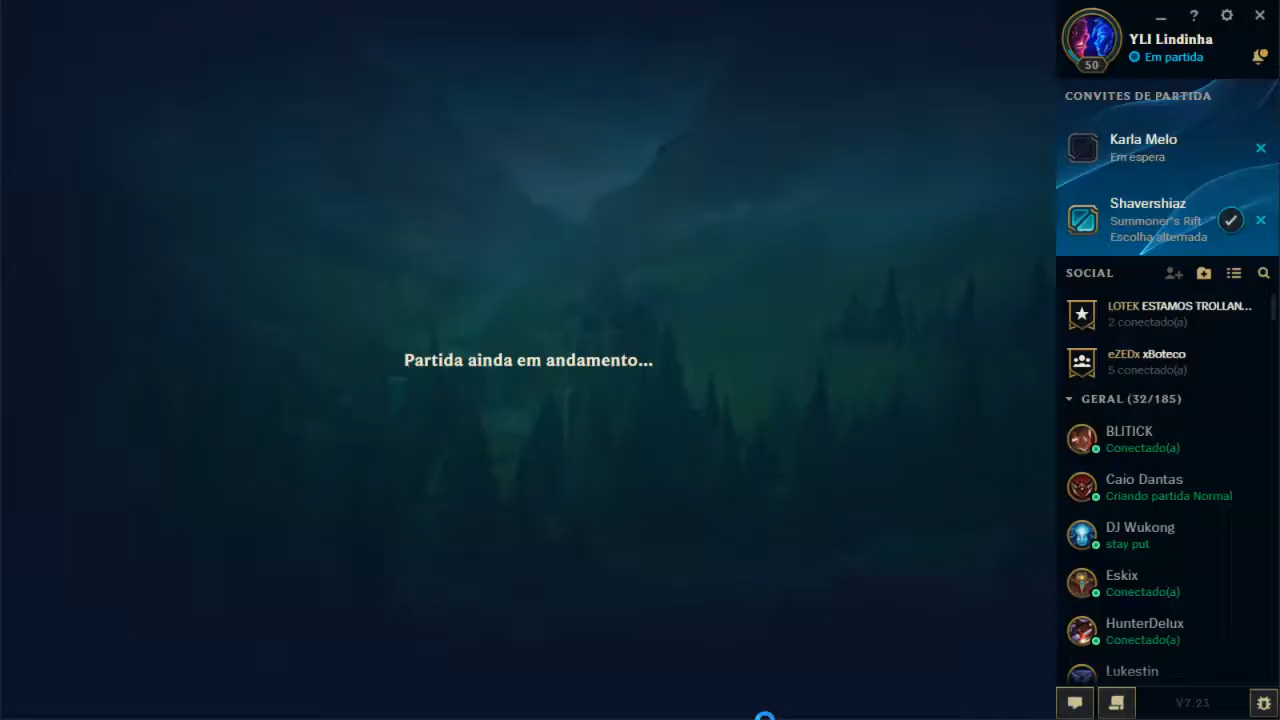 YLI Lindinha
Em partida
50
CONVITES DE PARTIDA
Karla Melo
Em espera
Shavershiaz
Summoner's Rift
Escolha alternada
SOCIAL
LOTEK ESTAMOS TROLLAN...
2 conectado(a)
eZEDx xBoteco
5 conectado(a)
Partida ainda em andamento...
GERAL (32/185)
BLITICK
Conectado(a)
Caio Dantas
Criando partida Normal
DJ Wukong
stay put
Eskix
Conectado(a)
HunterDelux
Conectado(a)
Lukestin
V7.23